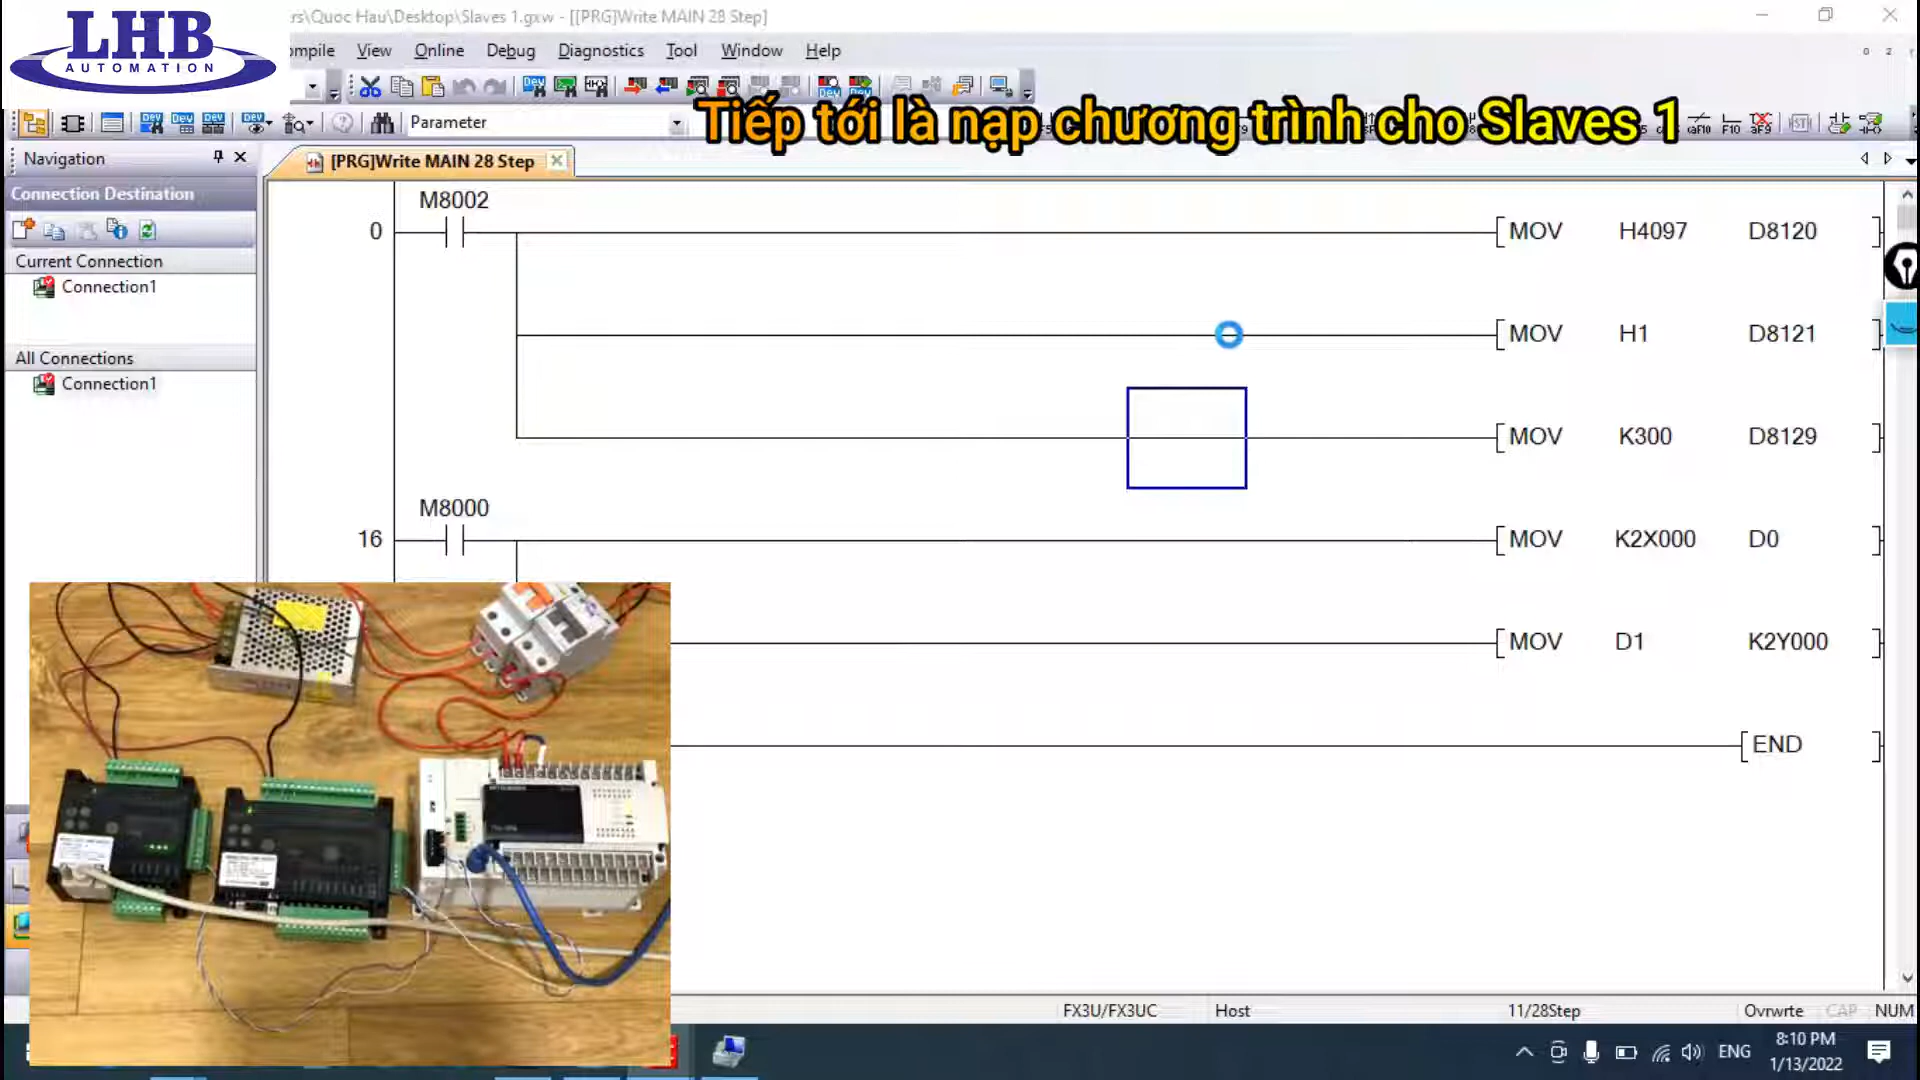 LHB
AUTOMATION
rs\Quoc Hau\Desktop\Slaves 1.gxw - [[PRG]Write MAIN 28 Step]
ompile View Online Debug Diagnostics Tool Window Help
Parameter
Tiếp tới là nạp chương trình cho Slaves 1
Navigation
[PRG]Write MAIN 28 Step
Connection Destination
Current Connection
Connection1
All Connections
Connection1
M8002
0 MOV H4097 D8120
MOV H1 D8121
MOV K300 D8129
M8000
16 MOV K2X000 D0
MOV D1 K2Y000
END
FX3U/FX3UC Host 11/28Step Ovrwrte CAP NUM
ENG
8:10 PM
1/13/2022